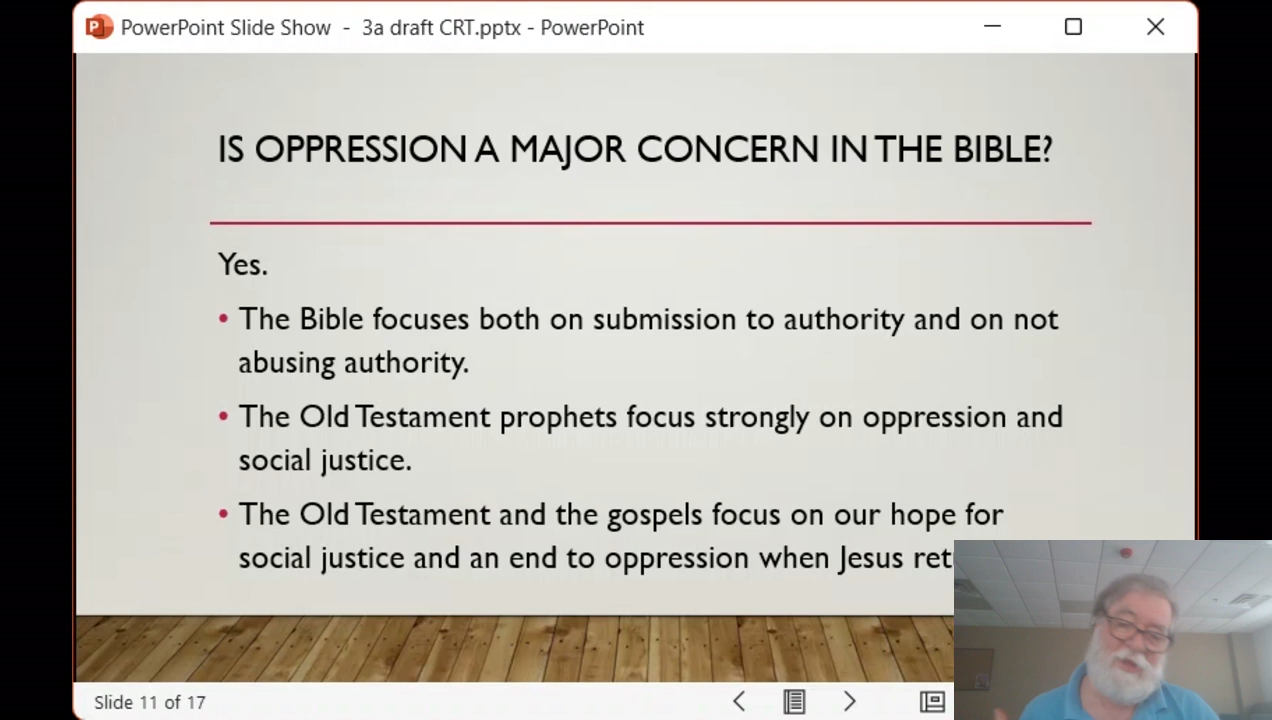 PowerPoint Slide Show - 3a draft CRT.pptx - PowerPoint
IS OPPRESSION A MAJOR CONCERN IN THE BIBLE?
Yes.
• The Bible focuses both on submission to authority and on not
abusing authority.
• The Old Testament prophets focus strongly on oppression and
social justice.
• The Old Testament and the gospels focus on our hope for
social justice and an end to oppression when Jesus
Slide 11 of 17